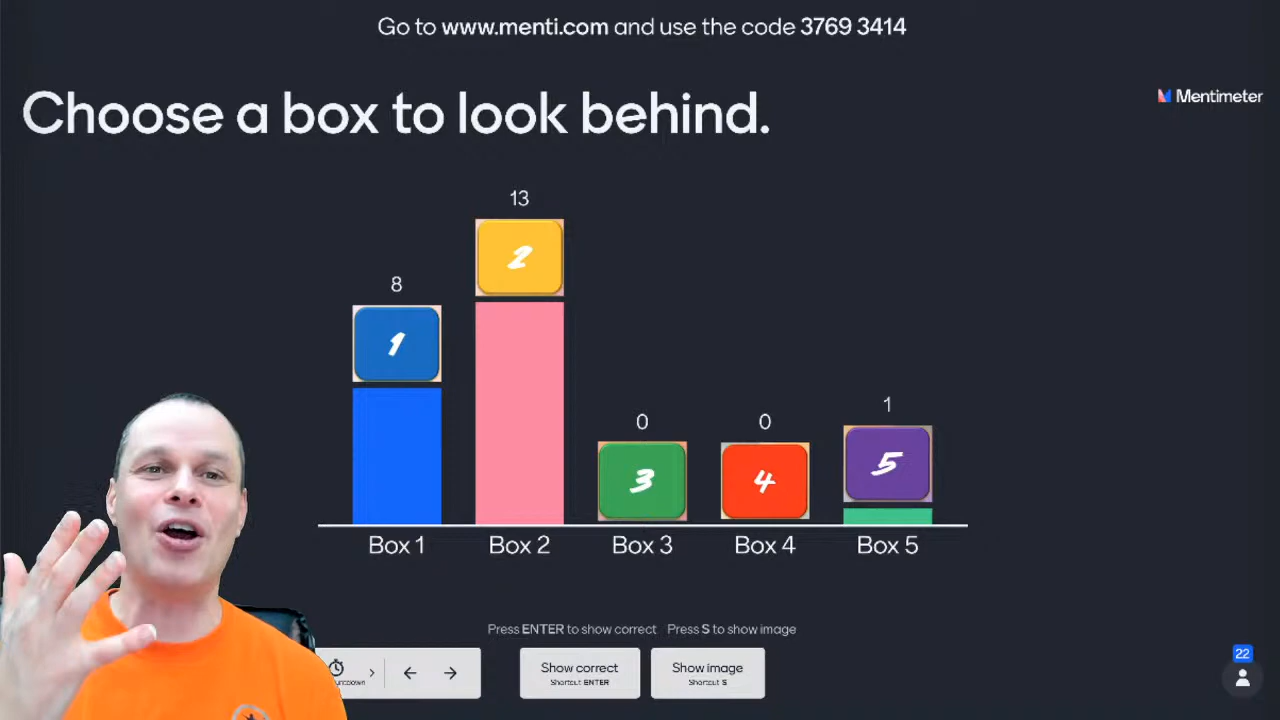 Go to www.menti.com and use the code 3769 3414
Choose a box to look behind.
Mentimeter
13
2
8
1
0
3
0
4
1
5
Box 1 Box 2 Box 3 Box 4 Box 5
Press ENTER to show correct Press S to show image
Show correct
Shortcut ENTER
Show image
Shortcut S
22